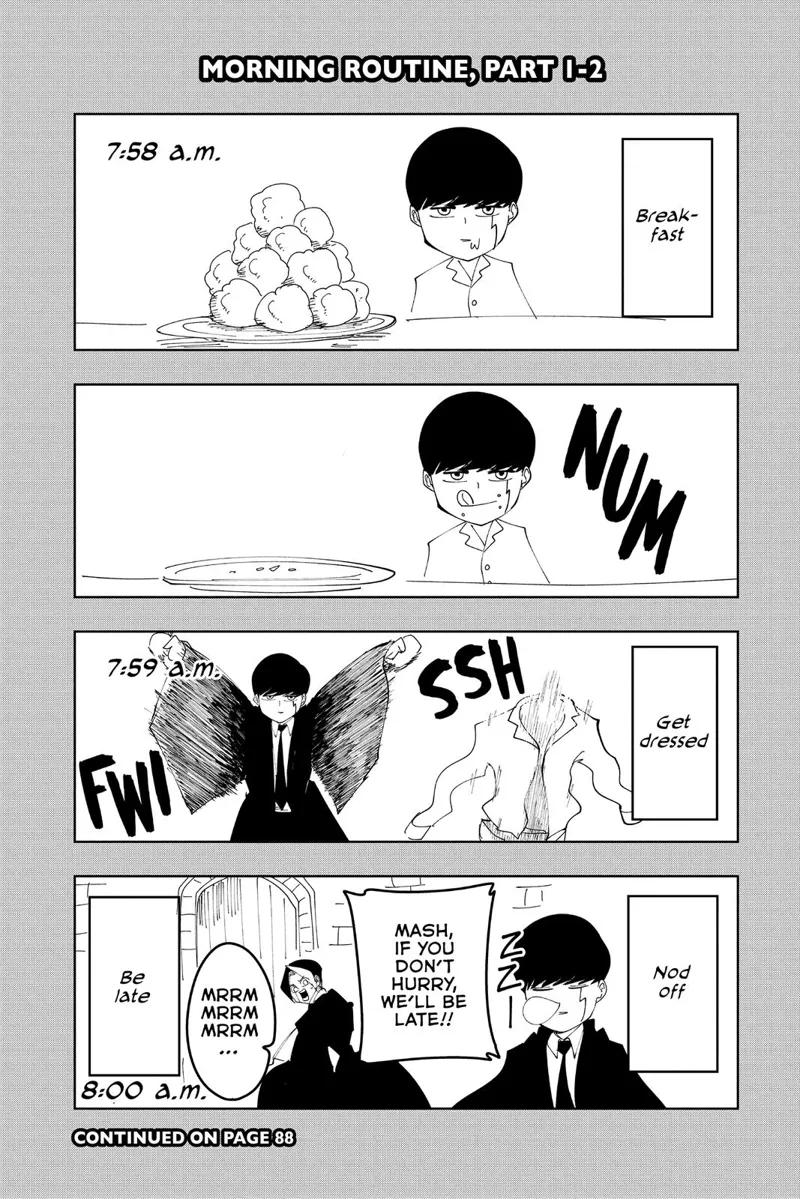 MORNING ROUTINE, PART 1-2
7:58 a.m.
Break-
fast
NUM
7:59 a.m.
FWI
SSH
Get
dressed
Nod
off
ZZI
MASH,
IF YOU
DON'T
HURRY,
WE'LL BE
LATE!!
MRRM
MRRM
MRRM
...
Be
late
8:00 a.m.
CONTINUED ON PAGE 88